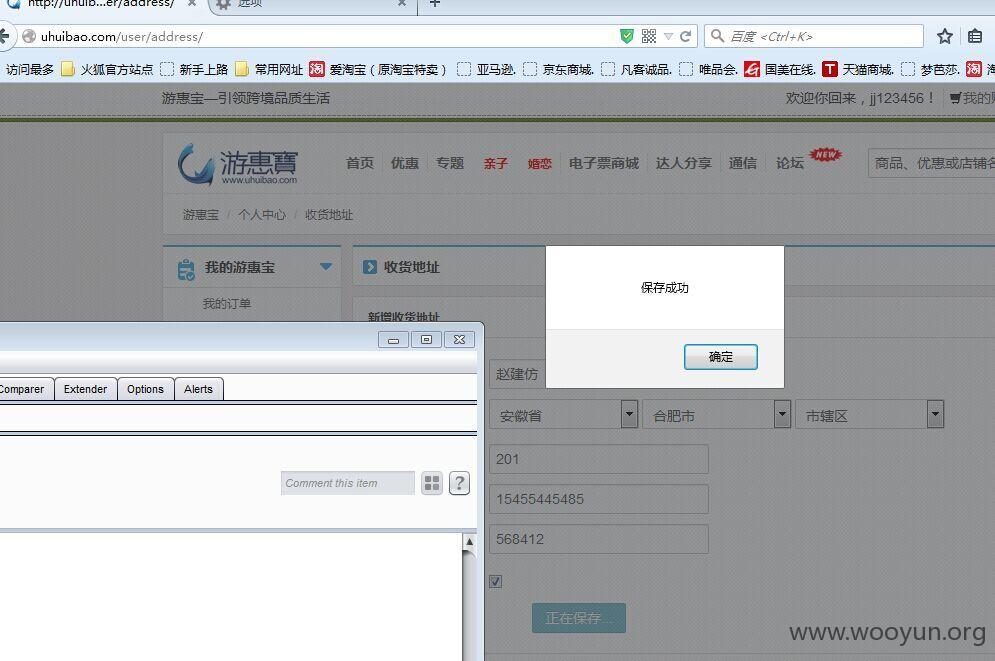 http://uhuib...er/address/
选项
uhuibao.com/user/address/
百度 <Ctrl+K>
访问最多 火狐官方站点 新手上路 常用网址 爱淘宝（原淘宝特卖） 亚马逊. 京东商城. 凡客诚品. 唯品会. 国美在线. 天猫商城. 梦芭莎.
游惠宝—引领跨境品质生活
欢迎你回来，jj123456！ 我的
游惠寶
www.uhuibao.com
首页 优惠 专题 亲子 婚恋 电子票商城 达人分享 通信 论坛 NEW
商品、优惠或店铺名
游惠宝 / 个人中心 / 收货地址
我的游惠宝
收货地址
我的订单
新增收货地址
保存成功
确定
Comparer Extender Options Alerts
Comment this item
?
赵建仿
安徽省 合肥市 市辖区
201
15455445485
568412
正在保存...
www.wooyun.org